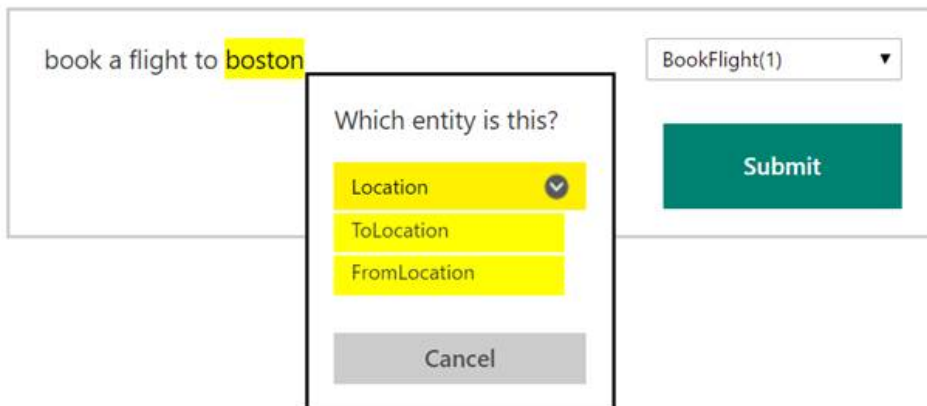 book a flight to boston
BookFlight(1)
Which entity is this?
Submit
Location
ToLocation
FromLocation
Cancel